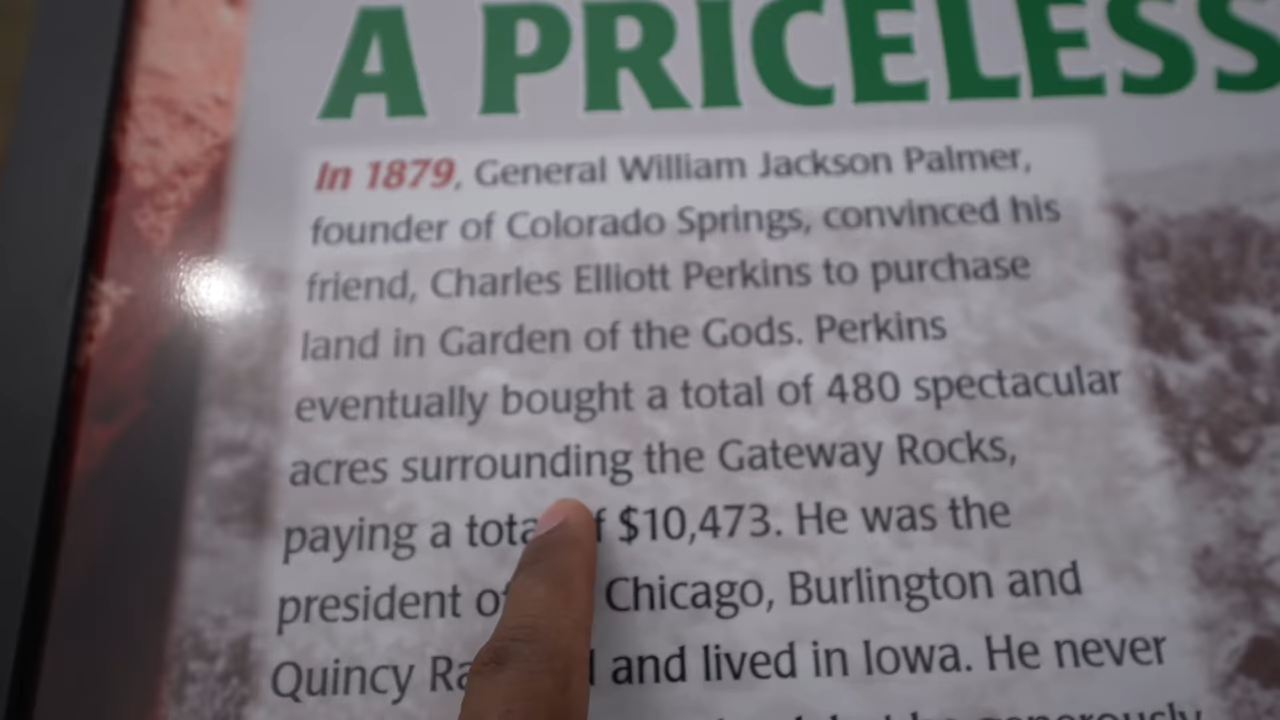 A PRICELESS
In 1879, General William Jackson Palmer,
founder of Colorado Springs, convinced his
friend, Charles Elliott Perkins to purchase
land in Garden of the Gods. Perkins
eventually bought a total of 480 spectacular
acres surrounding the Gateway Rocks,
paying a $10,473. He was the
president Chicago, Burlington and
Quincy and lived in Iowa. He never
generously